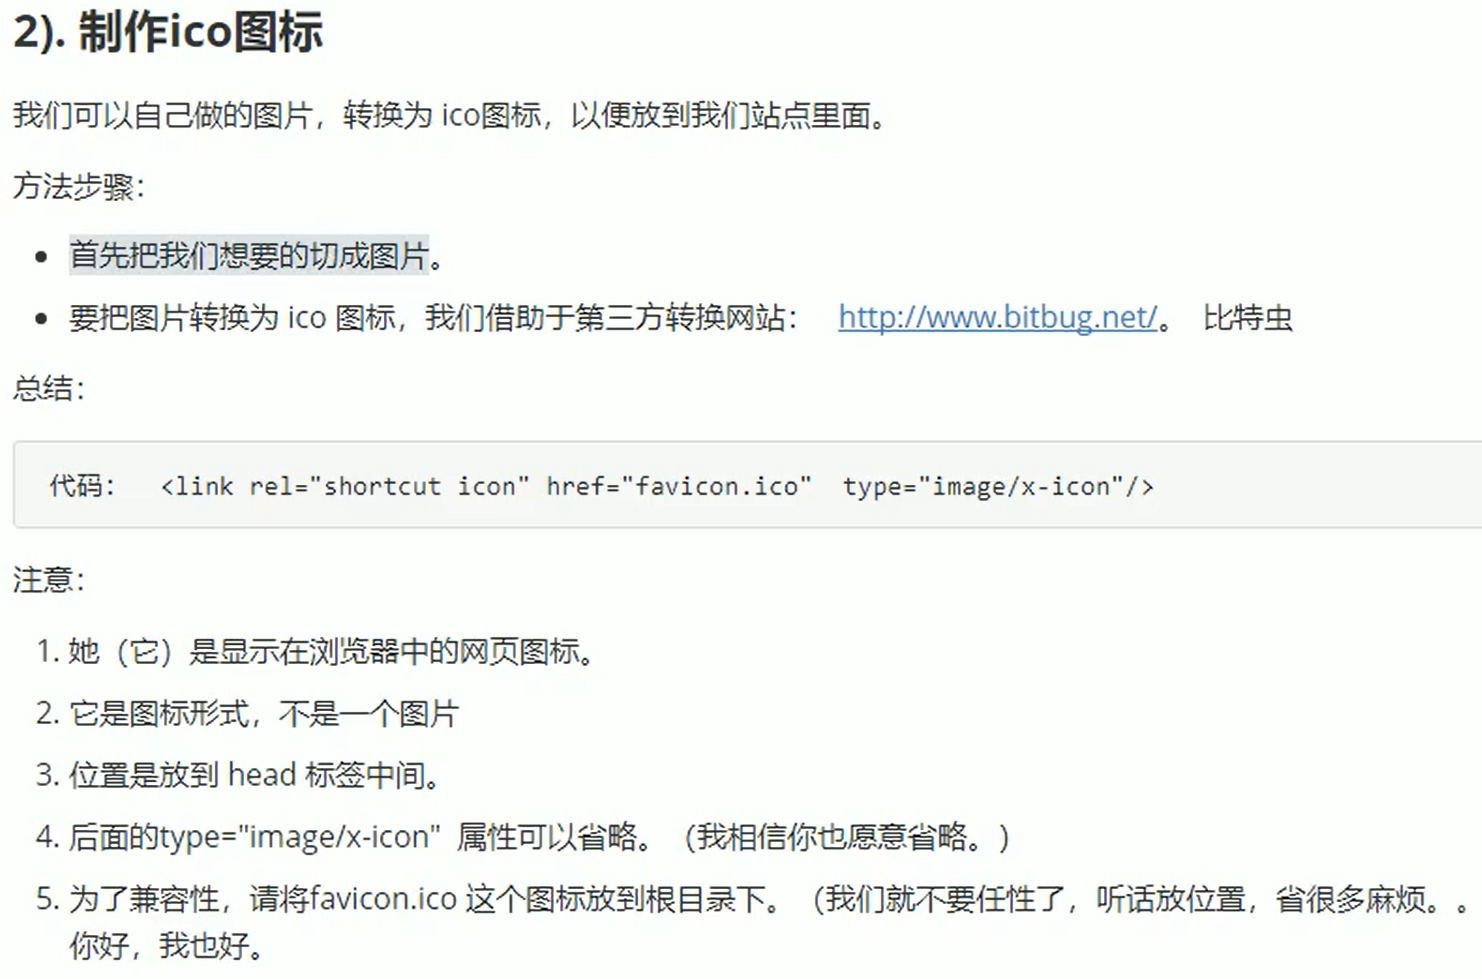 2). 制作ico图标
我们可以自己做的图片，转换为 ico图标，以便放到我们站点里面。
方法步骤：
• 首先把我们想要的切成图片。
• 要把图片转换为 ico 图标，我们借助于第三方转换网站： http://www.bitbug.net/。 比特虫
总结：
代码： <link rel="shortcut icon" href="favicon.ico"  type="image/x-icon"/>
注意：
1. 她（它）是显示在浏览器中的网页图标。
2. 它是图标形式，不是一个图片
3. 位置是放到 head 标签中间。
4. 后面的type="image/x-icon" 属性可以省略。（我相信你也愿意省略。）
5. 为了兼容性，请将favicon.ico 这个图标放到根目录下。（我们就不要任性了，听话放位置，省很多麻烦。。
你好，我也好。